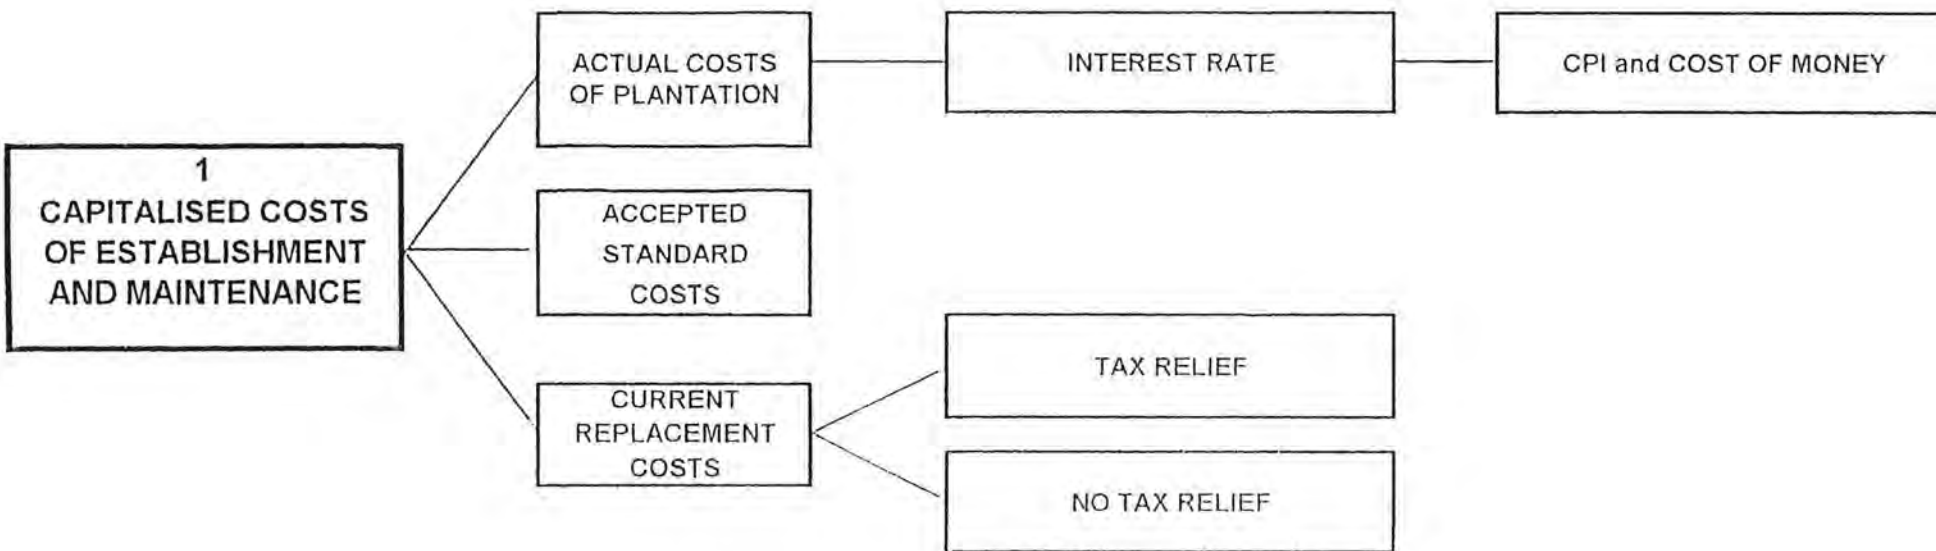 1
CAPITALISED COSTS
OF ESTABLISHMENT
AND MAINTENANCE
ACTUAL COSTS
OF PLANTATION
INTEREST RATE
CPI and COST OF MONEY
ACCEPTED
STANDARD
COSTS
CURRENT
REPLACEMENT
COSTS
TAX RELIEF
NO TAX RELIEF